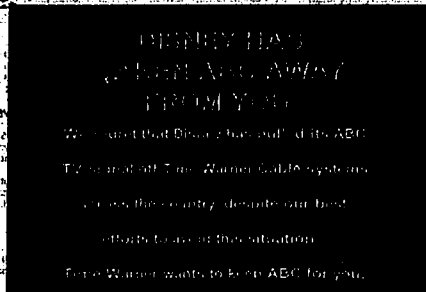 DISNEY HAS
TAKEN ABC AWAY
FROM YOU
We regret that Disney has pulled its ABC
TV signal off Time Warner Cable systems
across the country, despite our best
efforts to avoid this situation.
Time Warner wants to keep ABC for you.